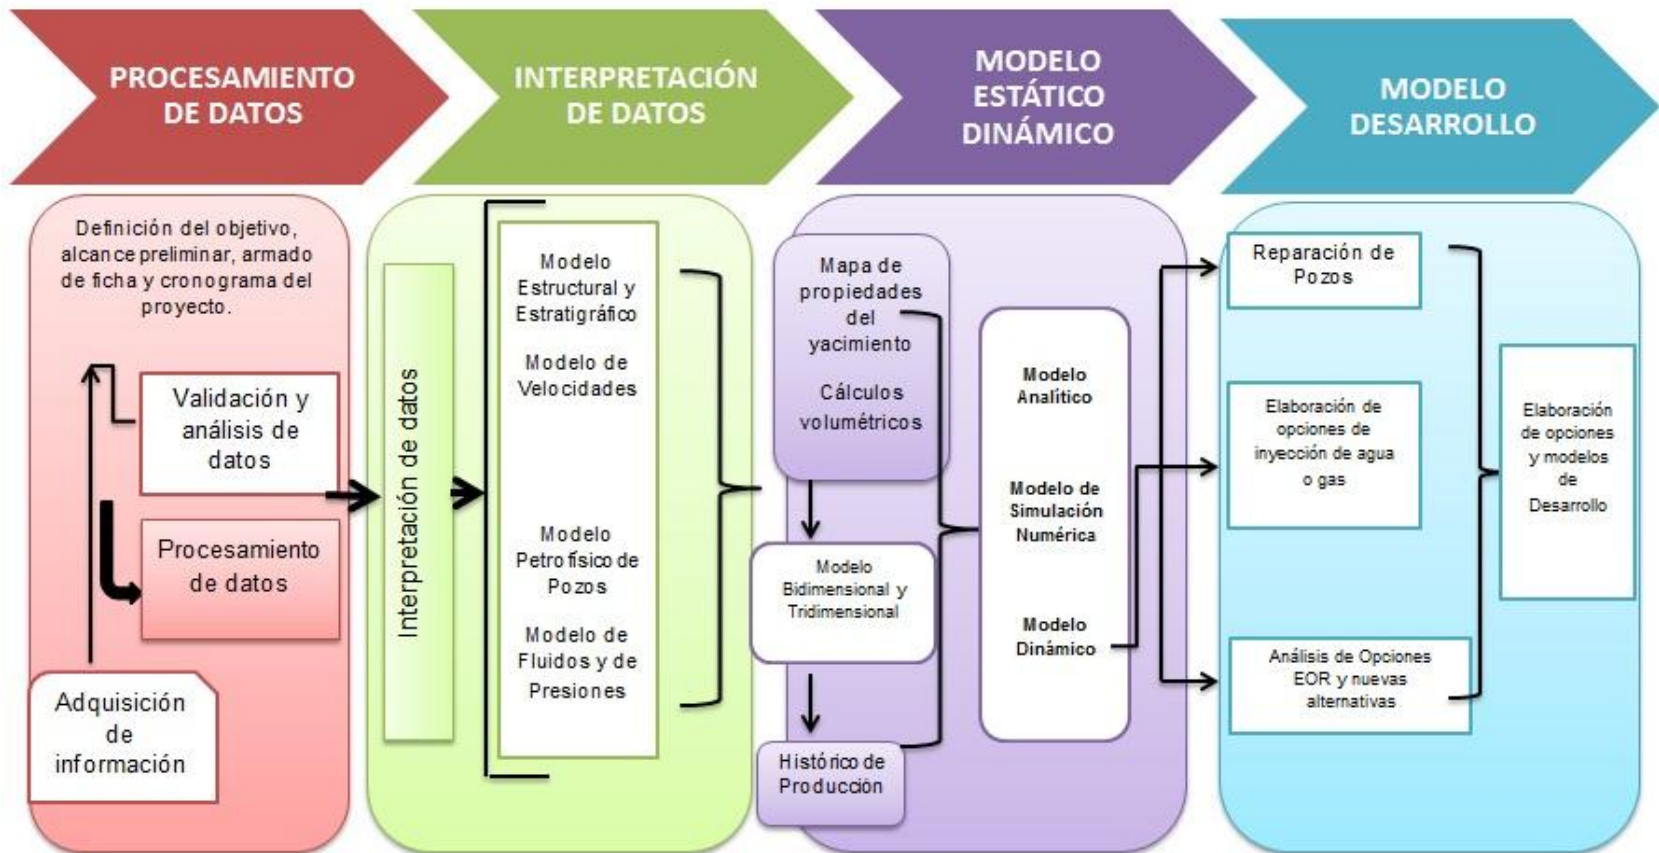 PROCESAMIENTO
DE DATOS
INTERPRETACIÓN
DE DATOS
MODELO
ESTÁTICO
DINÁMICO
MODELO
DESARROLLO
Definición del objetivo,
alcance preliminar, armado
de ficha y cronograma del
proyecto.
Validación y
análisis de
datos
Procesamiento
de datos
Adquisición
de
información
Interpretación de datos
Modelo
Estructural y
Estratigráfico
Modelo de
Velocidades
Modelo
Petrofísico de
Pozos
Modelo de
Fluidos y de
Presiones
Mapa de
propiedades
del
yacimiento
Cálculos
volumétricos
Modelo
Bidimensional y
Tridimensional
Histórico de
Producción
Modelo
Analítico
Modelo de
Simulación
Numérica
Modelo
Dinámico
Reparación de
Pozos
Elaboración de
opciones de
inyección de agua
o gas
Análisis de Opciones
EOR y nuevas
alternativas
Elaboración
de opciones
y modelos
de
Desarrollo